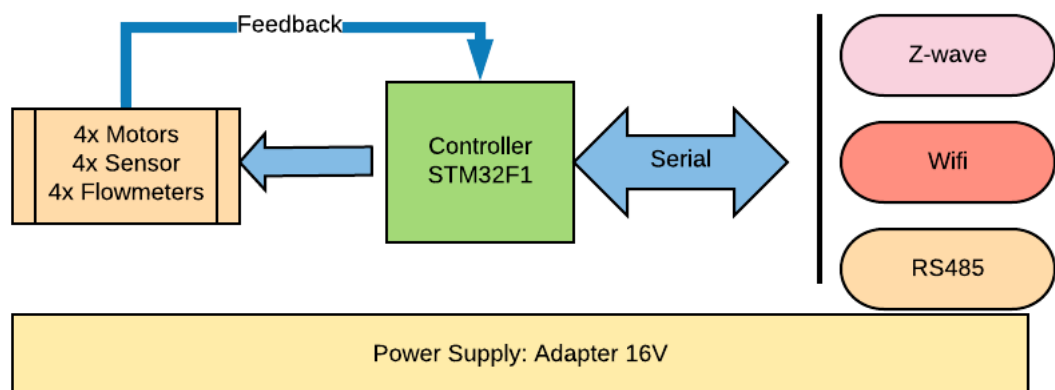 Feedback
4x Motors
4x Sensor
4x Flowmeters
Controller
STM32F1
Serial
Z-wave
Wifi
RS485
Power Supply: Adapter 16V